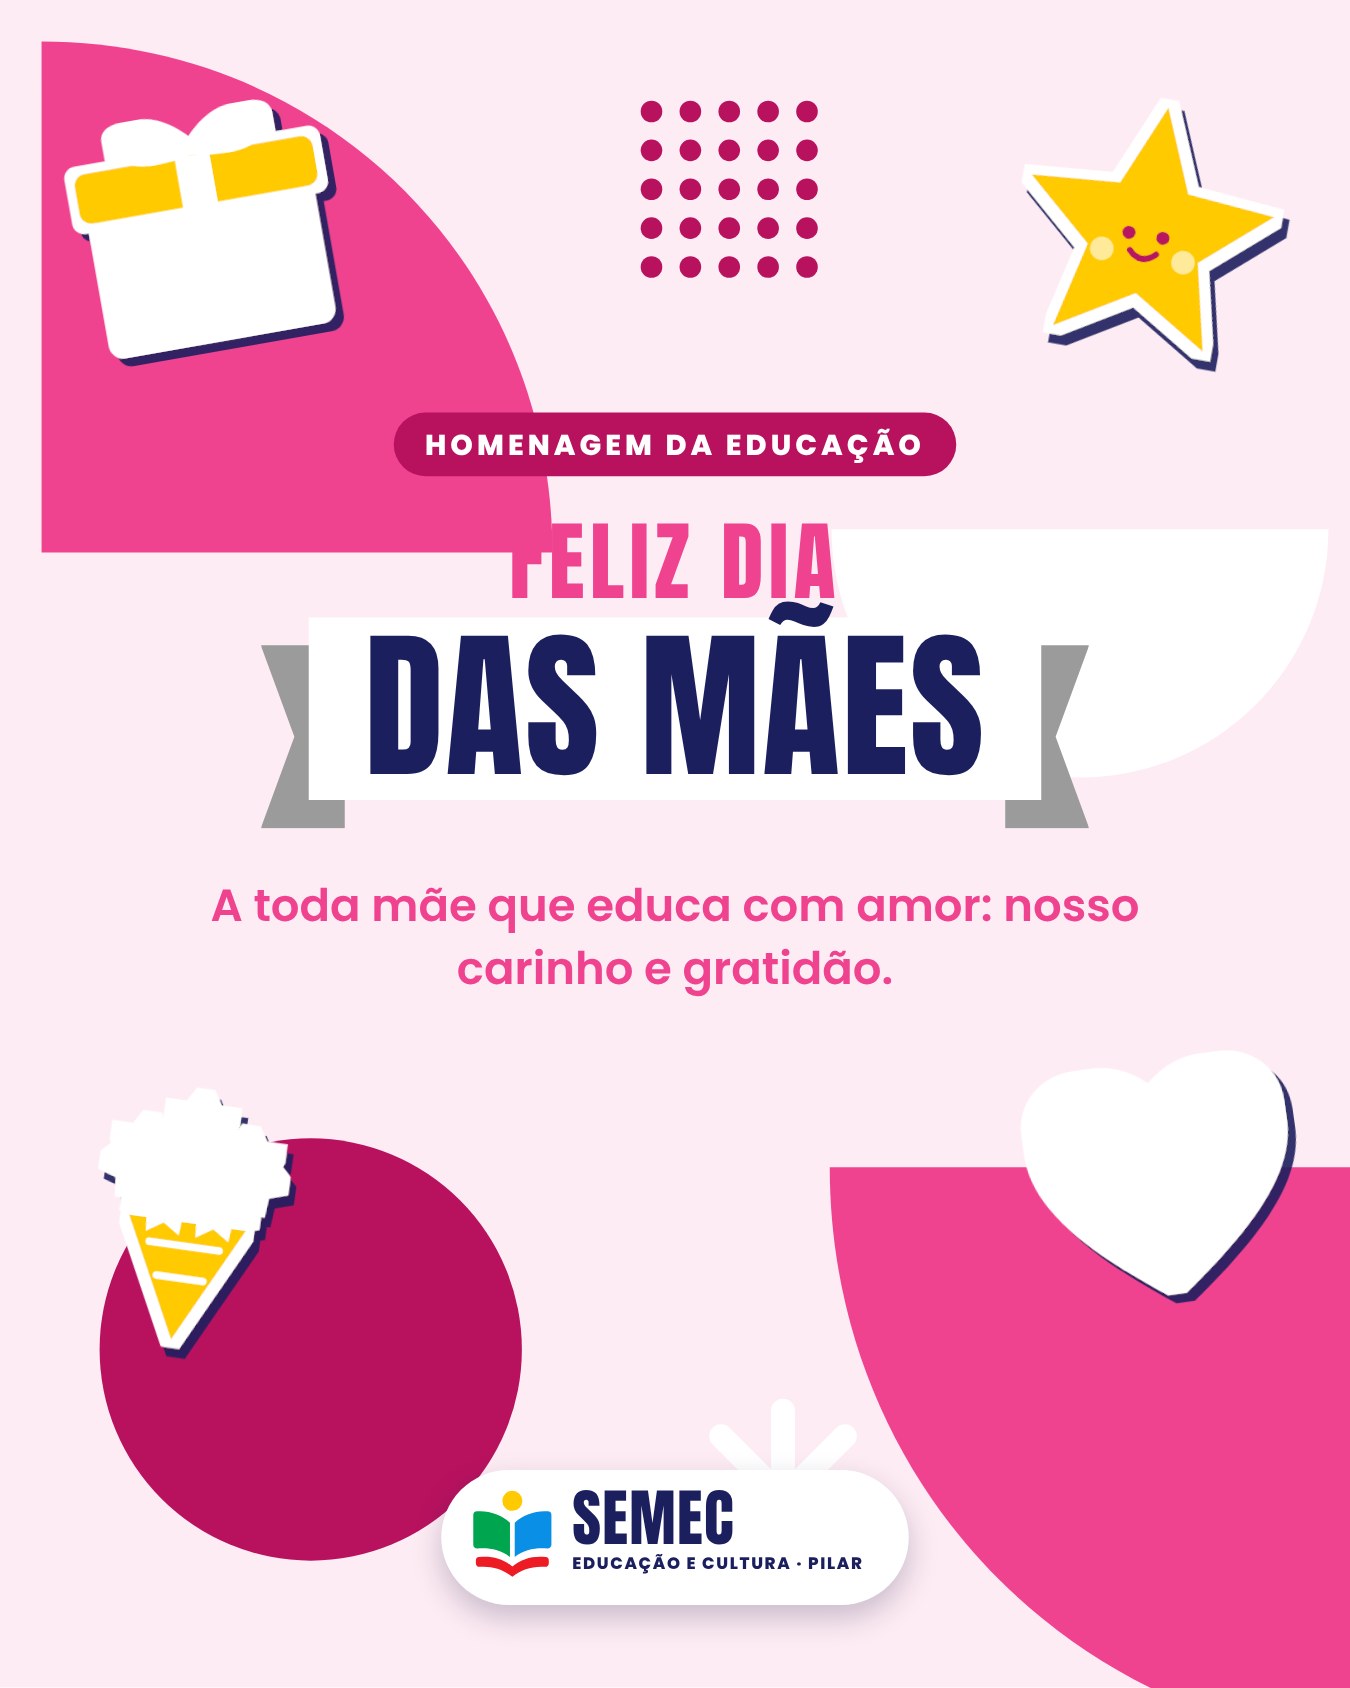 HOMENAGEM DA EDUCAÇÃO
FELIZ DIA
DAS MÃES
A toda mãe que educa com amor: nosso
carinho e gratidão.
SEMEC
EDUCAÇÃO E CULTURA · PILAR